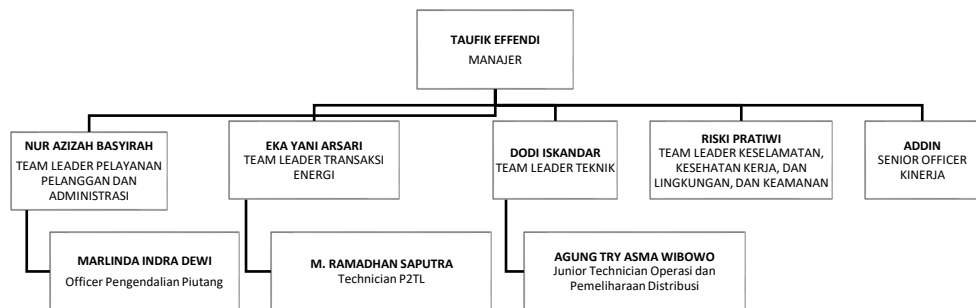 TAUFIK EFFENDI
MANAJER
NUR AZIZAH BASYIRAH
TEAM LEADER PELAYANAN
PELANGGAN DAN
ADMINISTRASI
EKA YANI ARSARI
TEAM LEADER TRANSAKSI
ENERGI
DODI ISKANDAR
TEAM LEADER TEKNIK
RISKI PRATIWI
TEAM LEADER KESELAMATAN,
KESEHATAN KERJA, DAN
LINGKUNGAN, DAN KEAMANAN
ADDIN
SENIOR OFFICER
KINERJA
MARLINDA INDRA DEWI
Officer Pengendalian Piutang
M. RAMADHAN SAPUTRA
Technician P2TL
AGUNG TRY ASMA WIBOWO
Junior Technician Operasi dan
Pemeliharaan Distribusi